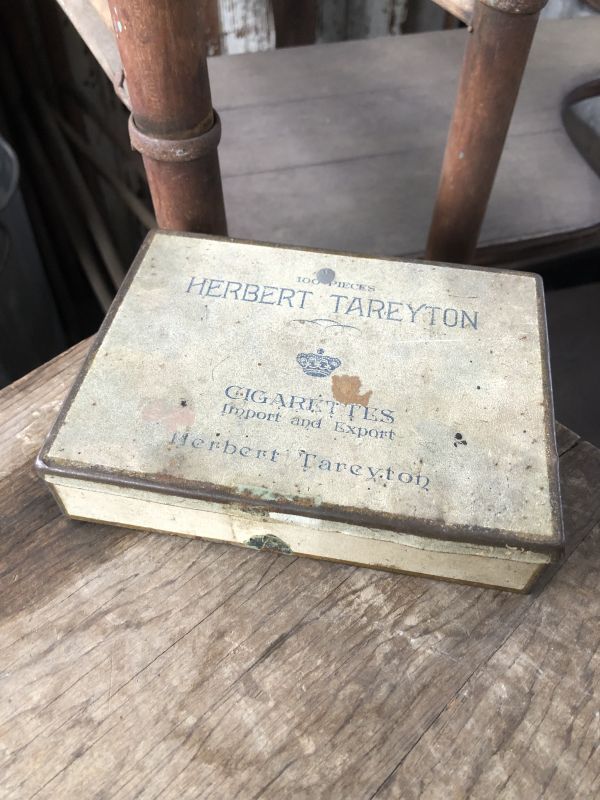 100 PIECES
HERBERT TAREYTON
CIGARETTES
Import and Export
Herbert Tareyton